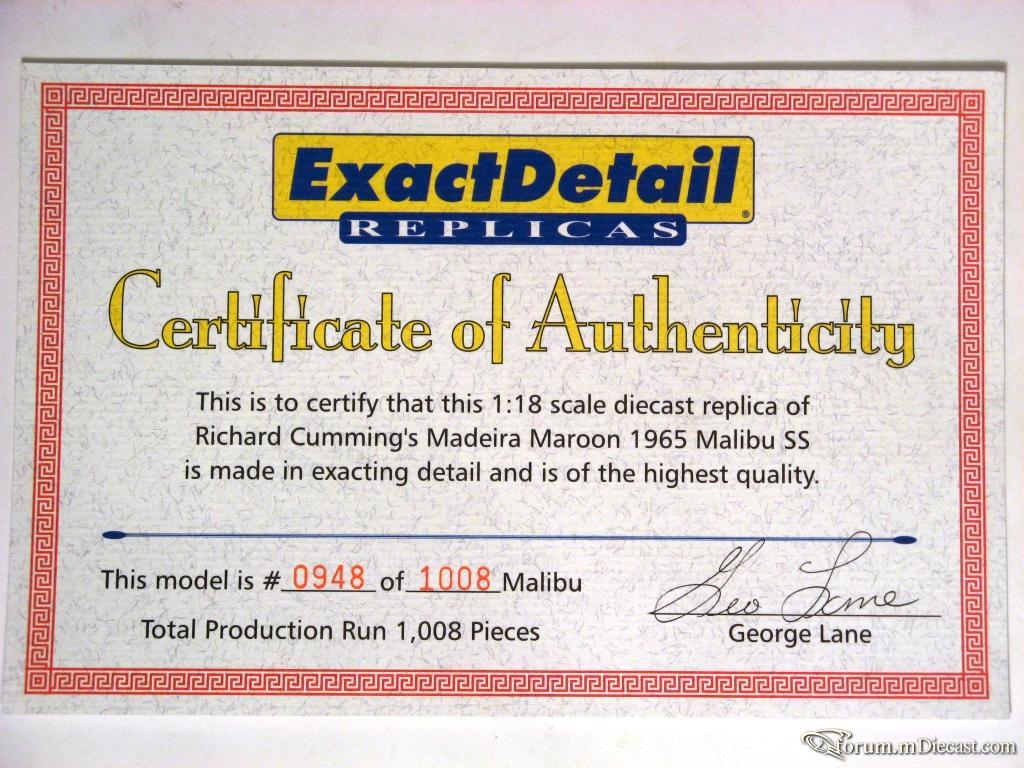 ExactDetail®
REPLICAS
Certificate of Authenticity
This is to certify that this 1:18 scale diecast replica of
Richard Cumming's Madeira Maroon 1965 Malibu SS
is made in exacting detail and is of the highest quality.
This model is # 0948 of 1008 Malibu
Geo Lane
Total Production Run 1,008 Pieces
George Lane
forum.mDiecast.com